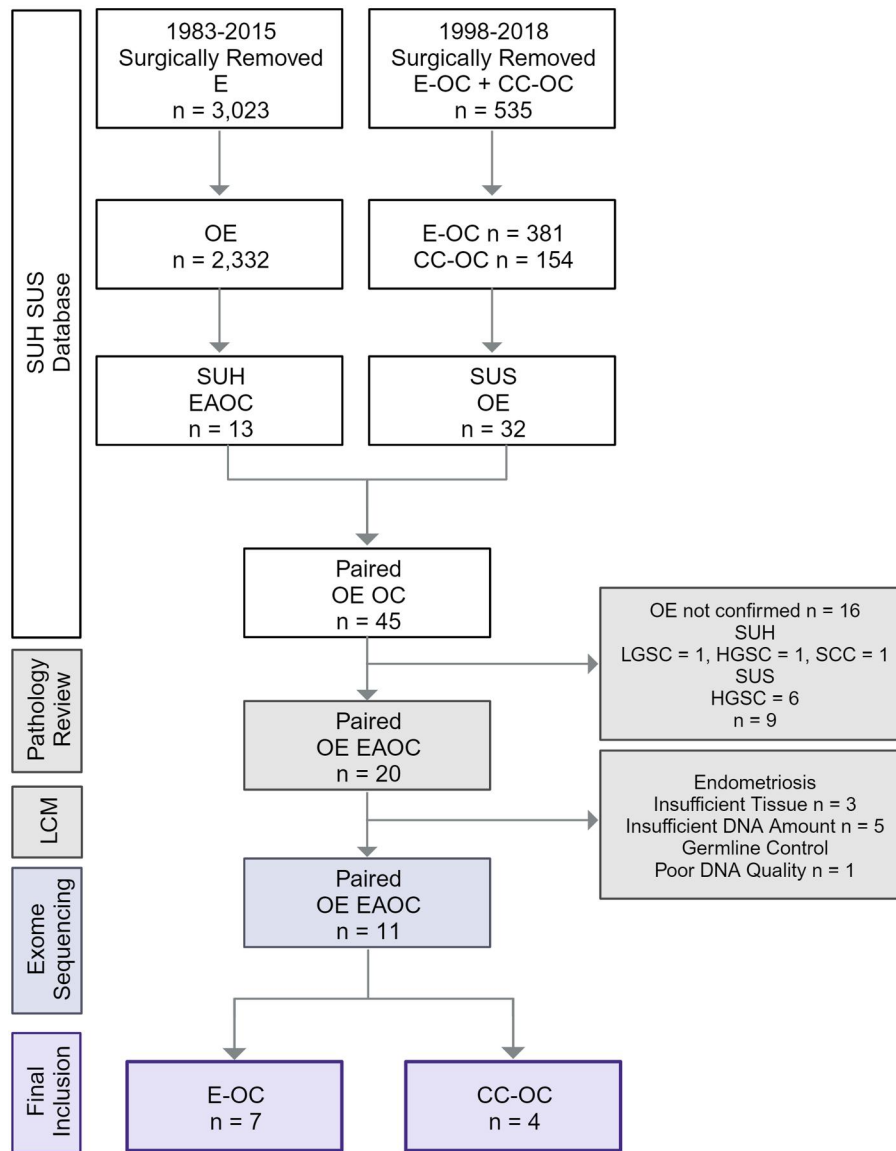 SUH SUS
Database
1983-2015
Surgically Removed
E
n = 3,023
1998-2018
Surgically Removed
E-OC + CC-OC
n = 535
OE
n = 2,332
E-OC n = 381
CC-OC n = 154
SUH
EAOC
n = 13
SUS
OE
n = 32
Paired
OE OC
n = 45
OE not confirmed n = 16
SUH
LGSC = 1, HGSC = 1, SCC = 1
SUS
HGSC = 6
n = 9
Pathology
Review
Paired
OE EAOC
n = 20
Endometriosis
Insufficient Tissue n = 3
Insufficient DNA Amount n = 5
Germline Control
Poor DNA Quality n = 1
LCM
Exome
Sequencing
Paired
OE EAOC
n = 11
Final
Inclusion
E-OC
n = 7
CC-OC
n = 4